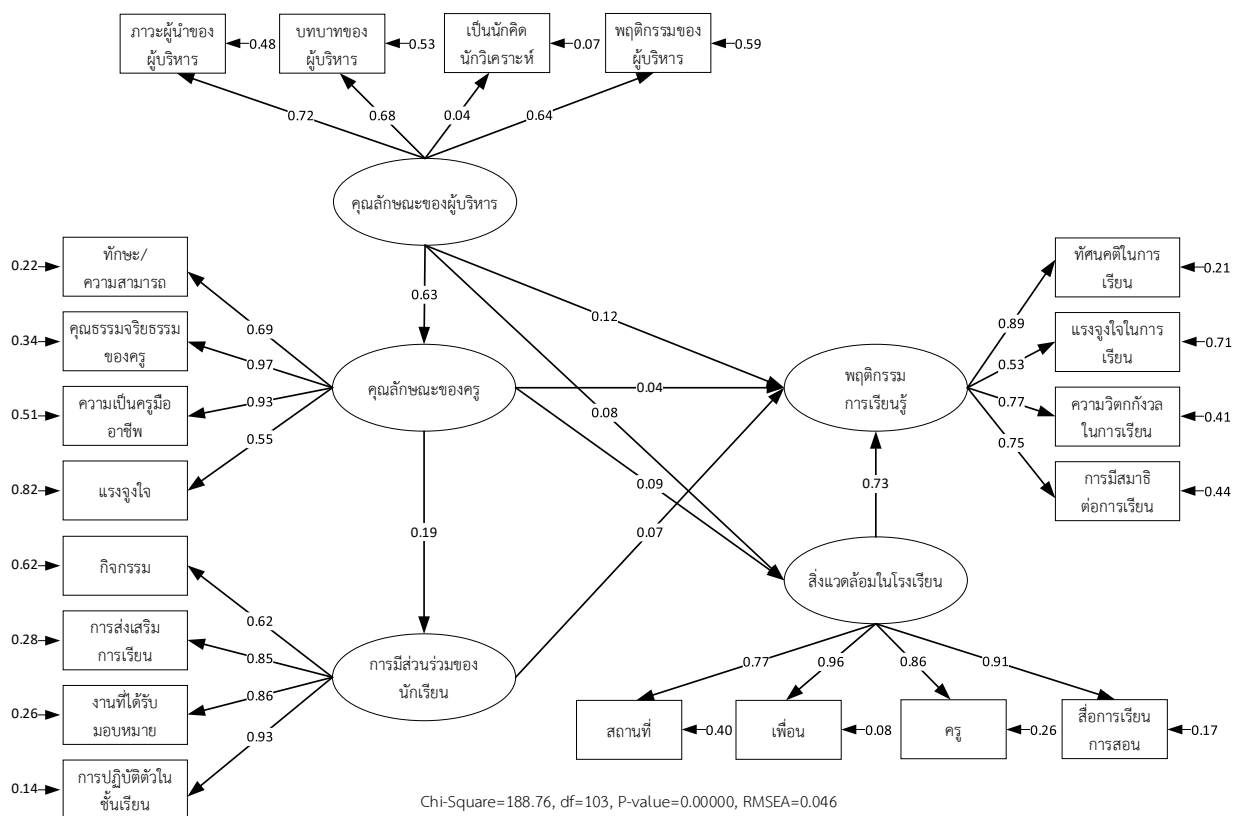 ภาวะผู้นำของ
ผู้บริหาร
0.48
บทบาทของ
ผู้บริหาร
0.53
เป็นนักคิด
นักวิเคราะห์
0.07
พฤติกรรมของ
ผู้บริหาร
0.59
0.72
0.68
0.04
0.64
คุณลักษณะของผู้บริหาร
0.63
0.12
0.08
0.22
ทักษะ/
ความสามารถ
0.34
คุณธรรมจริยธรรม
ของครู
0.51
ความเป็นครูมือ
อาชีพ
0.82
แรงจูงใจ
0.69
0.97
0.93
0.55
คุณลักษณะของครู
0.04
0.09
0.19
0.62
กิจกรรม
0.28
การส่งเสริม
การเรียน
0.26
งานที่ได้รับ
มอบหมาย
0.14
การปฏิบัติตัวใน
ชั้นเรียน
0.62
0.85
0.86
0.93
การมีส่วนร่วมของ
นักเรียน
0.07
พฤติกรรม
การเรียนรู้
0.89
0.53
0.77
0.75
ทัศนคติในการ
เรียน
0.21
แรงจูงใจในการ
เรียน
0.71
ความวิตกกังวล
ในการเรียน
0.41
การมีสมาธิ
ต่อการเรียน
0.44
0.73
สิ่งแวดล้อมในโรงเรียน
0.77
0.96
0.86
0.91
สถานที่
0.40
เพื่อน
0.08
ครู
0.26
สื่อการเรียน
การสอน
0.17
Chi-Square=188.76, df=103, P-value=0.00000, RMSEA=0.046